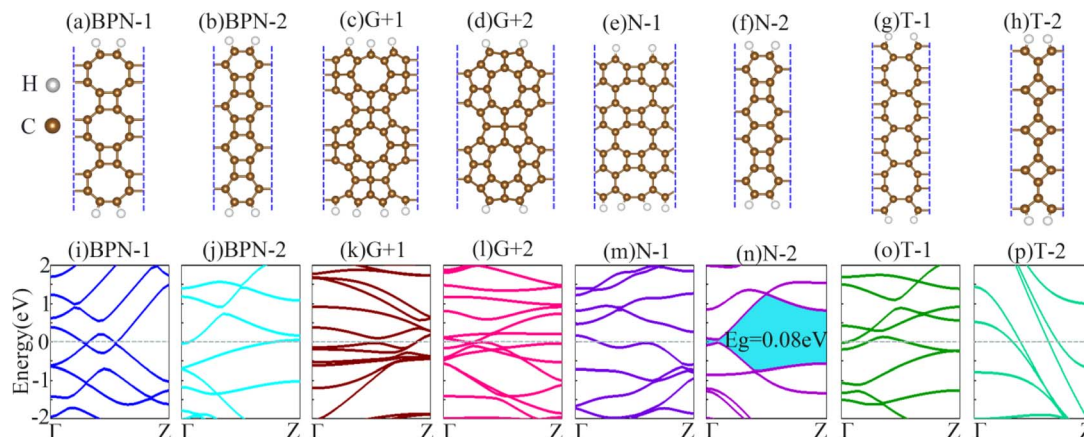 (a)BPN-1 (b)BPN-2 (c)G+1 (d)G+2 (e)N-1 (f)N-2 (g)T-1 (h)T-2
H
C
(i)BPN-1 (j)BPN-2 (k)G+1 (l)G+2 (m)N-1 (n)N-2 (o)T-1 (p)T-2
2
1
0
-1
-2
Energy(eV)
Eg=0.08eV
Γ Z Γ Z Γ Z Γ Z Γ Z Γ Z Γ Z Γ Z